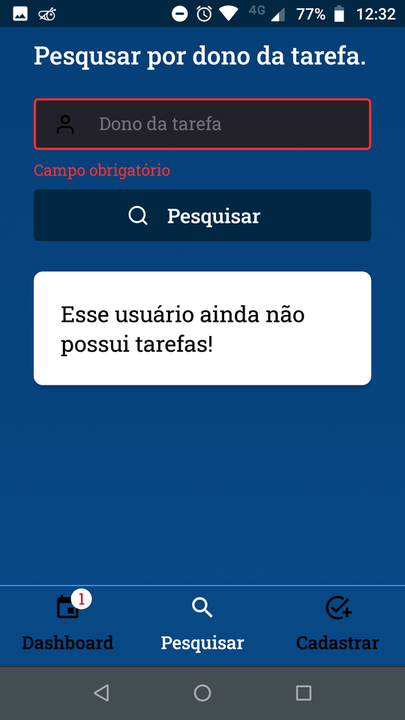 4G 77% 12:32
Pesqusar por dono da tarefa.
Dono da tarefa
Campo obrigatório
Pesquisar
Esse usuário ainda não
possui tarefas!
1
Dashboard Pesquisar Cadastrar